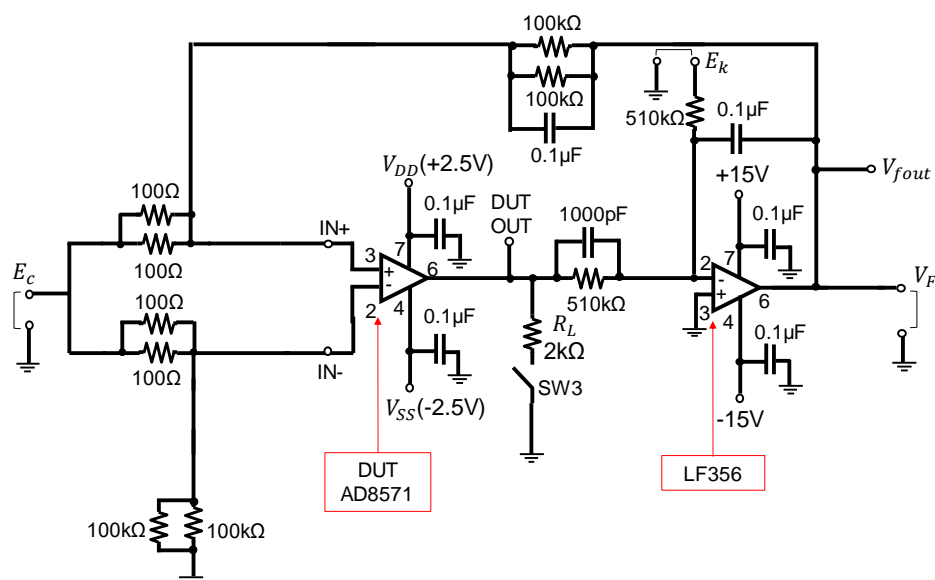 100kΩ
100kΩ
0.1µF
E_k
510kΩ
0.1µF
V_DD(+2.5V)
+15V
V_fout
100Ω
100Ω
0.1µF
DUT
OUT
1000pF
0.1µF
IN+
3
+
-
2
7
6
4
510kΩ
2
-
+
3
7
6
4
V_F
E_c
100Ω
100Ω
IN-
0.1µF
R_L
2kΩ
SW3
0.1µF
V_SS(-2.5V)
-15V
DUT
AD8571
LF356
100kΩ
100kΩ